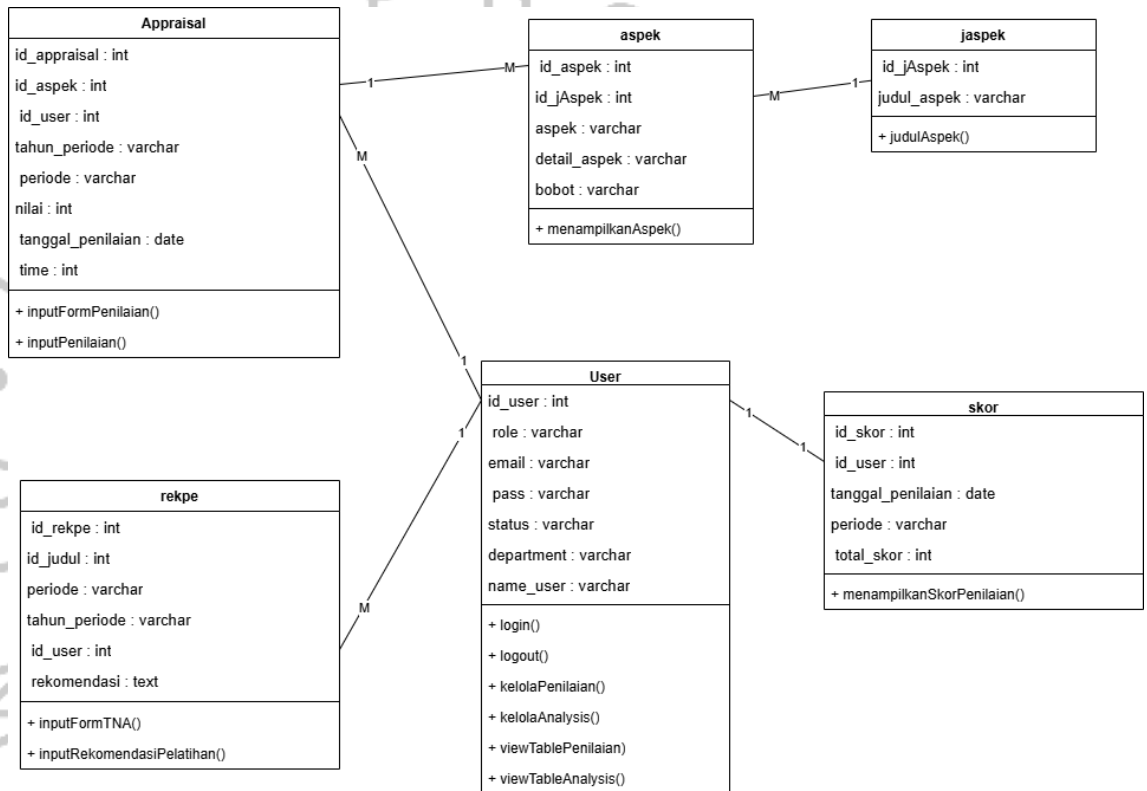 Appraisal
id_appraisal : int
id_aspek : int
id_user : int
tahun_periode : varchar
periode : varchar
nilai : int
tanggal_penilaian : date
time : int
+ inputFormPenilaian()
+ inputPenilaian()
1
M
aspek
id_aspek : int
id_jAspek : int
aspek : varchar
detail_aspek : varchar
bobot : varchar
+ menampilkanAspek()
M
1
jaspek
id_jAspek : int
judul_aspek : varchar
+ judulAspek()
M
1
1
M
rekpe
id_rekpe : int
id_judul : int
periode : varchar
tahun_periode : varchar
id_user : int
rekomendasi : text
+ inputFormTNA()
+ inputRekomendasiPelatihan()
User
id_user : int
role : varchar
email : varchar
pass : varchar
status : varchar
department : varchar
name_user : varchar
+ login()
+ logout()
+ kelolaPenilaian()
+ kelolaAnalysis()
+ viewTablePenilaian)
+ viewTableAnalysis()
1
1
skor
id_skor : int
id_user : int
tanggal_penilaian : date
periode : varchar
total_skor : int
+ menampilkanSkorPenilaian()